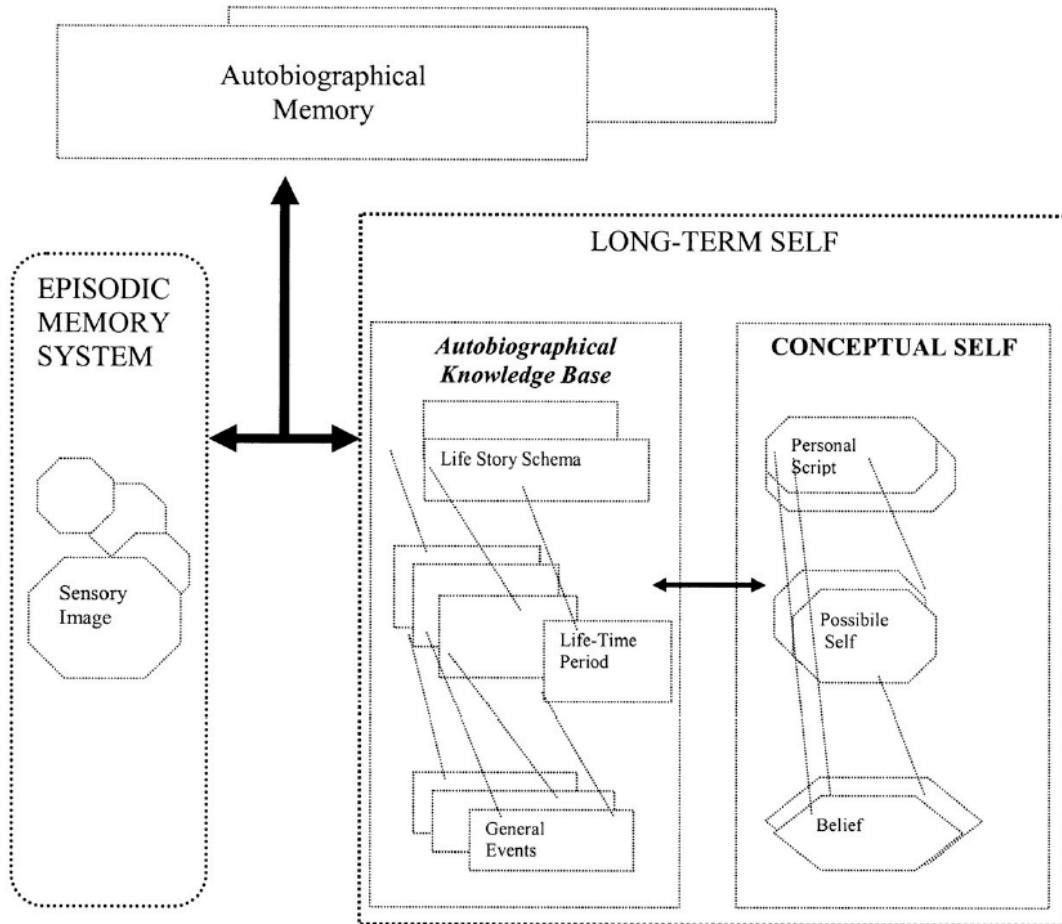 Autobiographical
Memory
LONG-TERM SELF
EPISODIC
MEMORY
SYSTEM
Autobiographical
Knowledge Base
CONCEPTUAL SELF
Life Story Schema
Personal
Script
Sensory
Image
Life-Time
Period
Possibile
Self
General
Events
Belief